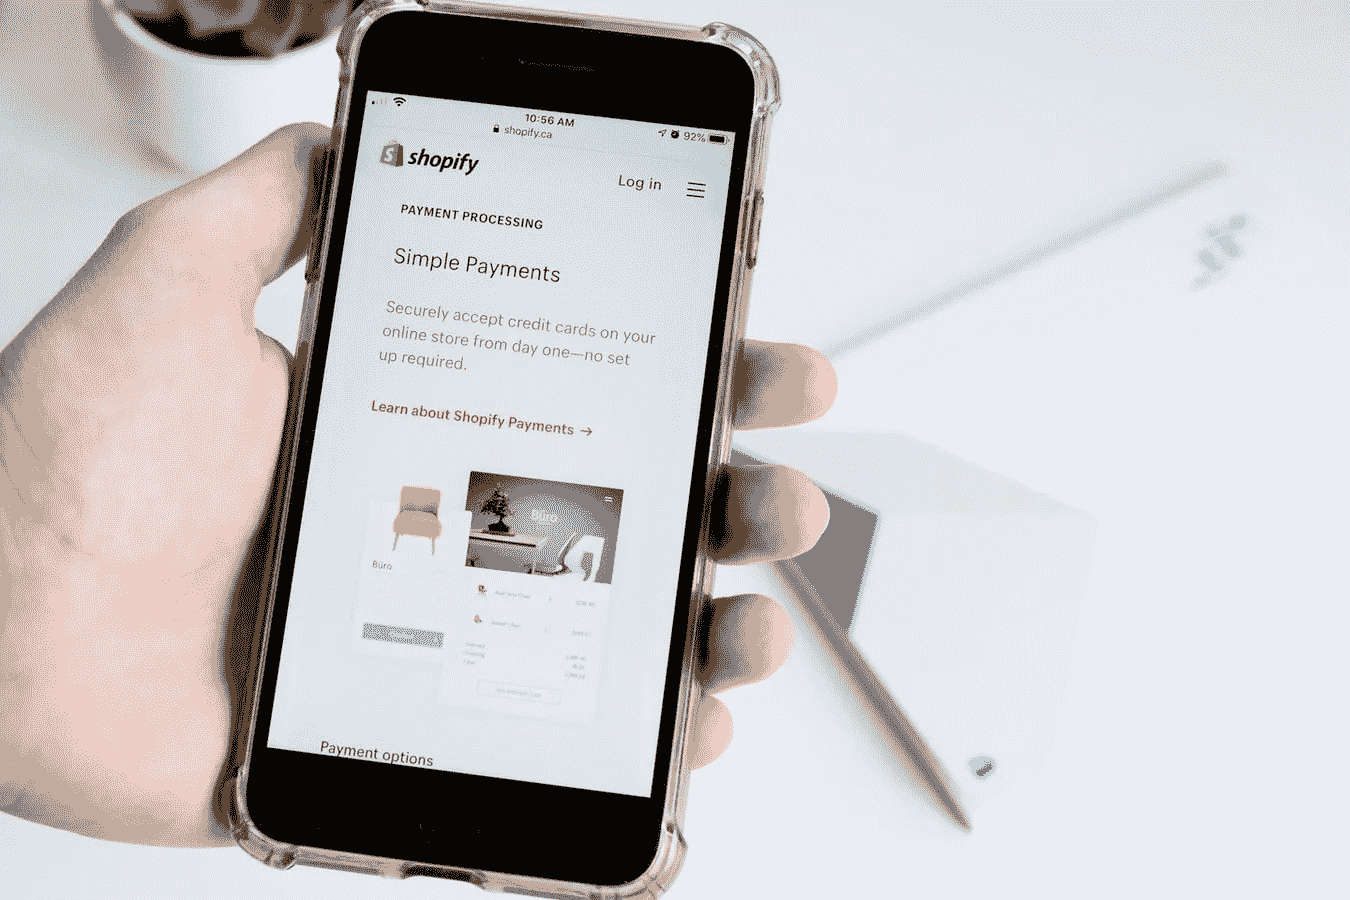 10:56 AM
shopify.ca
92%
shopify
Log in
PAYMENT PROCESSING
Simple Payments
Securely accept credit cards on your
online store from day one—no set
up required.
Learn about Shopify Payments →
Büro
Büro
Payment options